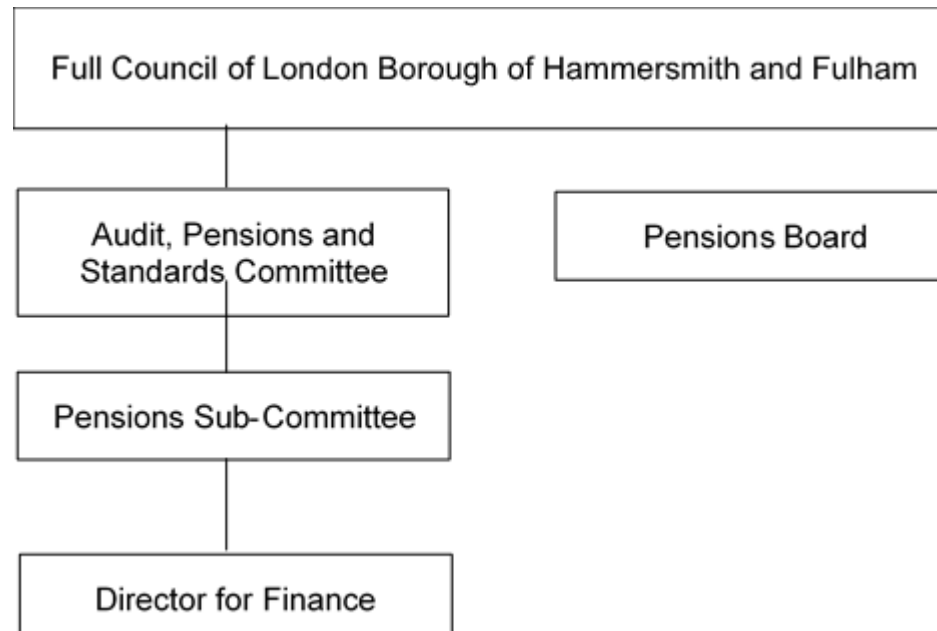 Full Council of London Borough of Hammersmith and Fulham
Audit, Pensions and
Standards Committee
Pensions Board
Pensions Sub-Committee
Director for Finance